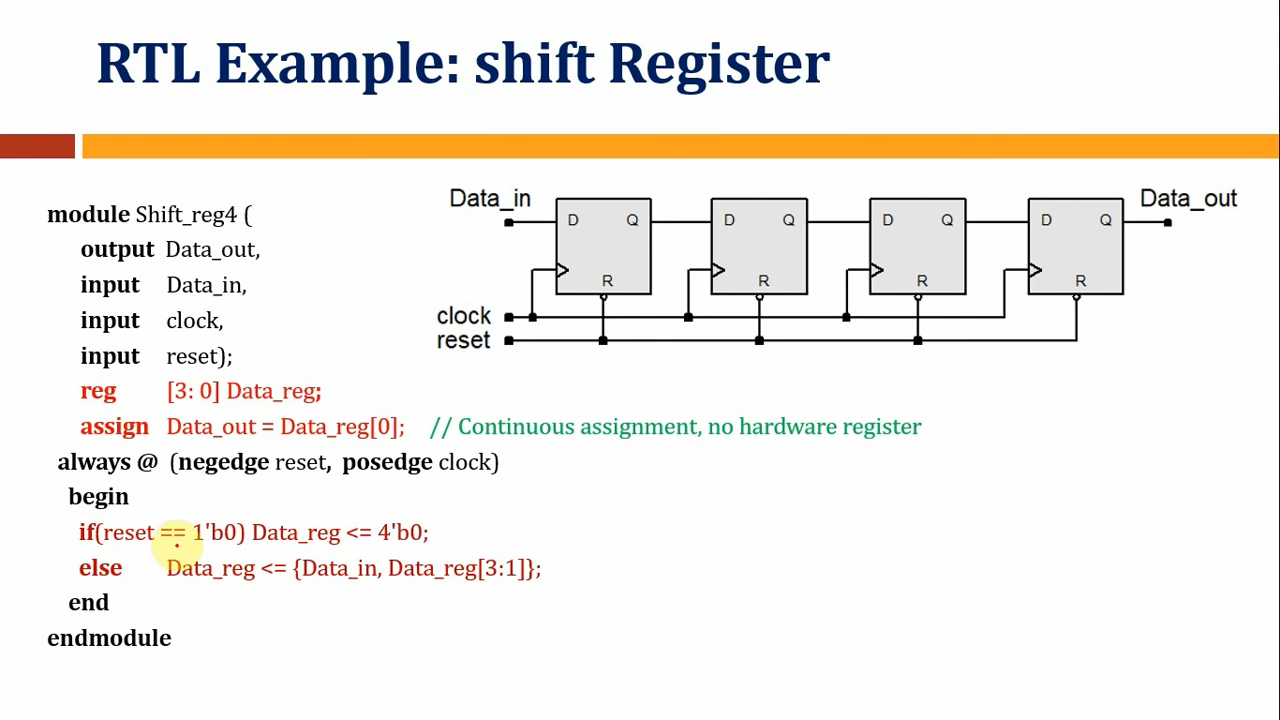 RTL Example: shift Register
module Shift_reg4 (
output Data_out,
input Data_in,
input clock,
input reset);
reg [3: 0] Data_reg;
assign Data_out = Data_reg[0]; // Continuous assignment, no hardware register
always @ (negedge reset, posedge clock)
begin
if(reset == 1'b0) Data_reg <= 4'b0;
else Data_reg <= {Data_in, Data_reg[3:1]};
end
endmodule
Data_in Data_out
D Q D Q D Q D Q
R R R R
clock
reset